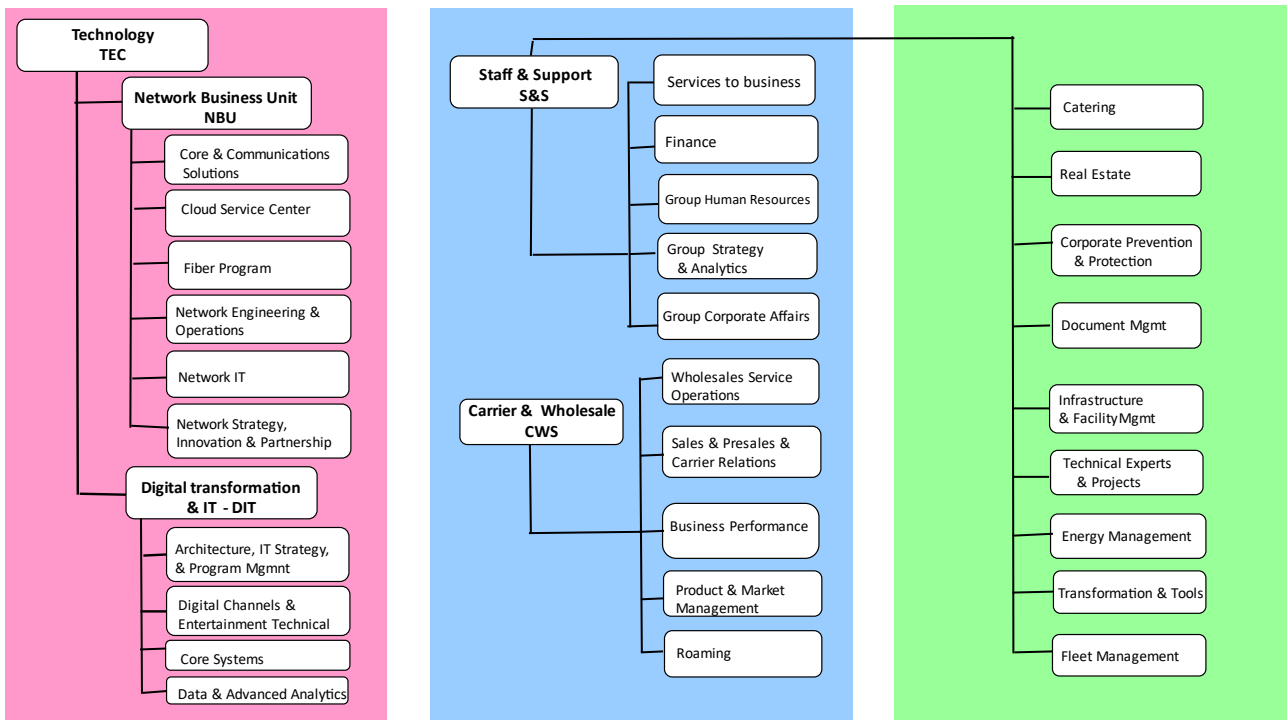 Technology
TEC
Network Business Unit
NBU
Core & Communications
Solutions
Cloud Service Center
Fiber Program
Network Engineering &
Operations
Network IT
Network Strategy,
Innovation & Partnership
Digital transformation
& IT - DIT
Architecture, IT Strategy,
& Program Mgmnt
Digital Channels &
Entertainment Technical
Core Systems
Data & Advanced Analytics
Staff & Support
S&S
Services to business
Finance
Group Human Resources
Group Strategy
& Analytics
Group Corporate Affairs
Carrier & Wholesale
CWS
Wholesales Service
Operations
Sales & Presales &
Carrier Relations
Business Performance
Product & Market
Management
Roaming
Catering
Real Estate
Corporate Prevention
& Protection
Document Mgmt
Infrastructure
& FacilityMgmt
Technical Experts
& Projects
Energy Management
Transformation & Tools
Fleet Management